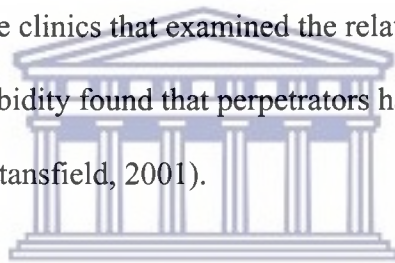 e clinics that examined the rela
bidity found that perpetrators h
tansfield, 2001).